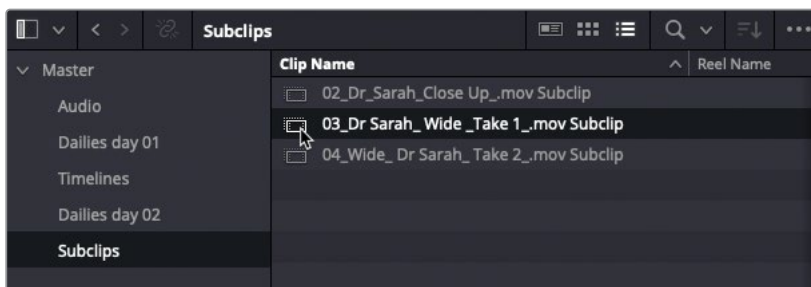 Subclips
Master
Audio
Dailies day 01
Timelines
Dailies day 02
Subclips
Clip Name
Reel Name
02_Dr_Sarah_Close Up_.mov Subclip
03_Dr Sarah_ Wide _Take 1_.mov Subclip
04_Wide_ Dr Sarah_ Take 2_.mov Subclip